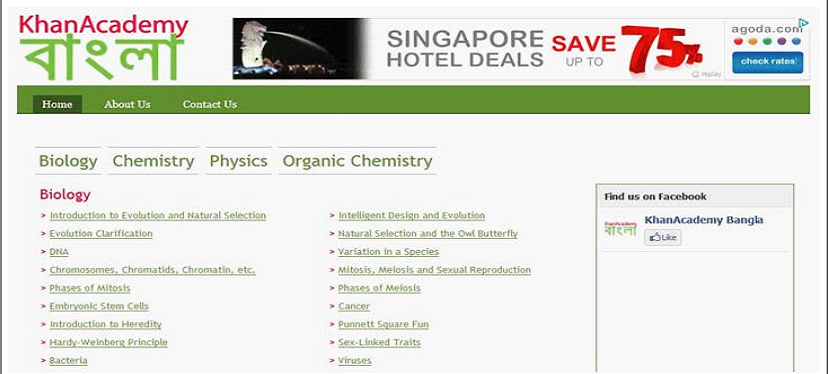 KhanAcademy
বাংলা
SINGAPORE
HOTEL DEALS
SAVE
UP TO
75%
replay
agoda.com
check rates!
Home About Us Contact Us
Biology Chemistry Physics Organic Chemistry
Biology
> Introduction to Evolution and Natural Selection
> Evolution Clarification
> DNA
> Chromosomes, Chromatids, Chromatin, etc.
> Phases of Mitosis
> Embryonic Stem Cells
> Introduction to Heredity
> Hardy-Weinberg Principle
> Bacteria
> Intelligent Design and Evolution
> Natural Selection and the Owl Butterfly
> Variation in a Species
> Mitosis, Meiosis and Sexual Reproduction
> Phases of Meiosis
> Cancer
> Punnett Square Fun
> Sex-Linked Traits
> Viruses
Find us on Facebook
KhanAcademy
বাংলা
KhanAcademy Bangla
Like